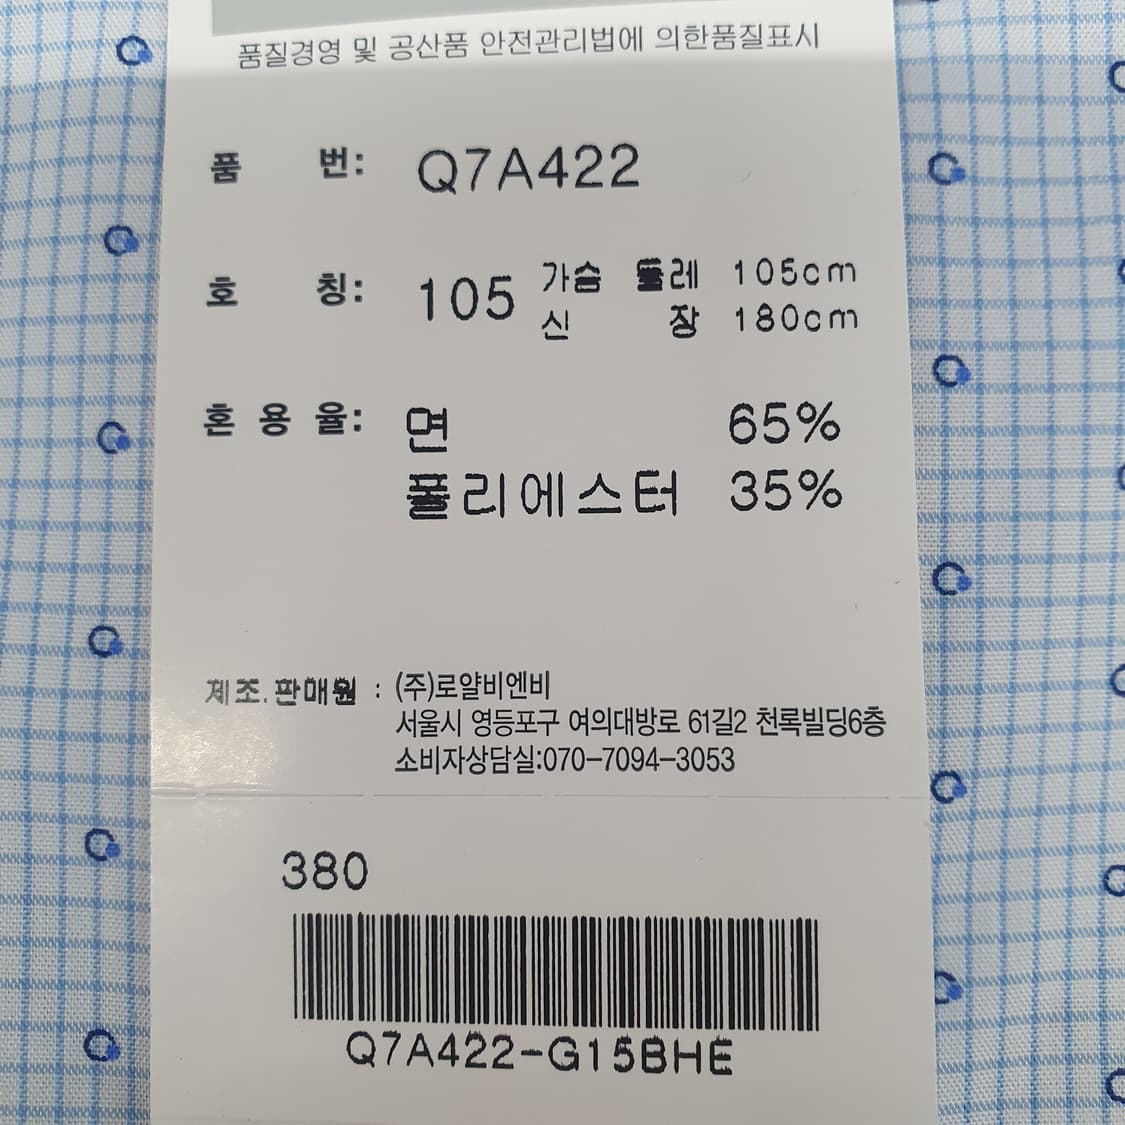 품질경영 및 공산품 안전관리법에 의한품질표시
품 번: Q7A422
호 칭: 105 가슴 둘레 105cm
신 장 180cm
혼 용 율: 면 65%
폴리에스터 35%
제조.판매원 : (주)로얄비엔비
서울시 영등포구 여의대방로 61길2 천록빌딩6층
소비자상담실:070-7094-3053
380
Q7A422-G15BHE